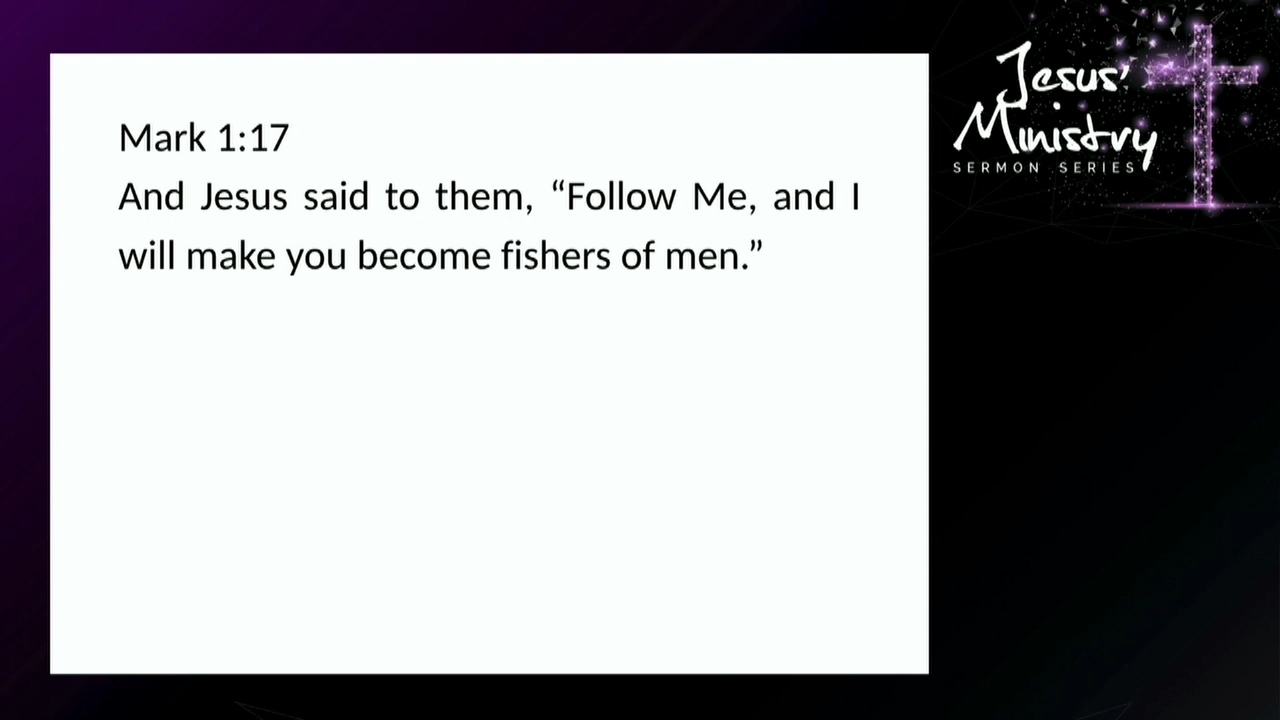 Mark 1:17
And Jesus said to them, “Follow Me, and I
will make you become fishers of men.”
Jesus’
Ministry
SERMON SERIES